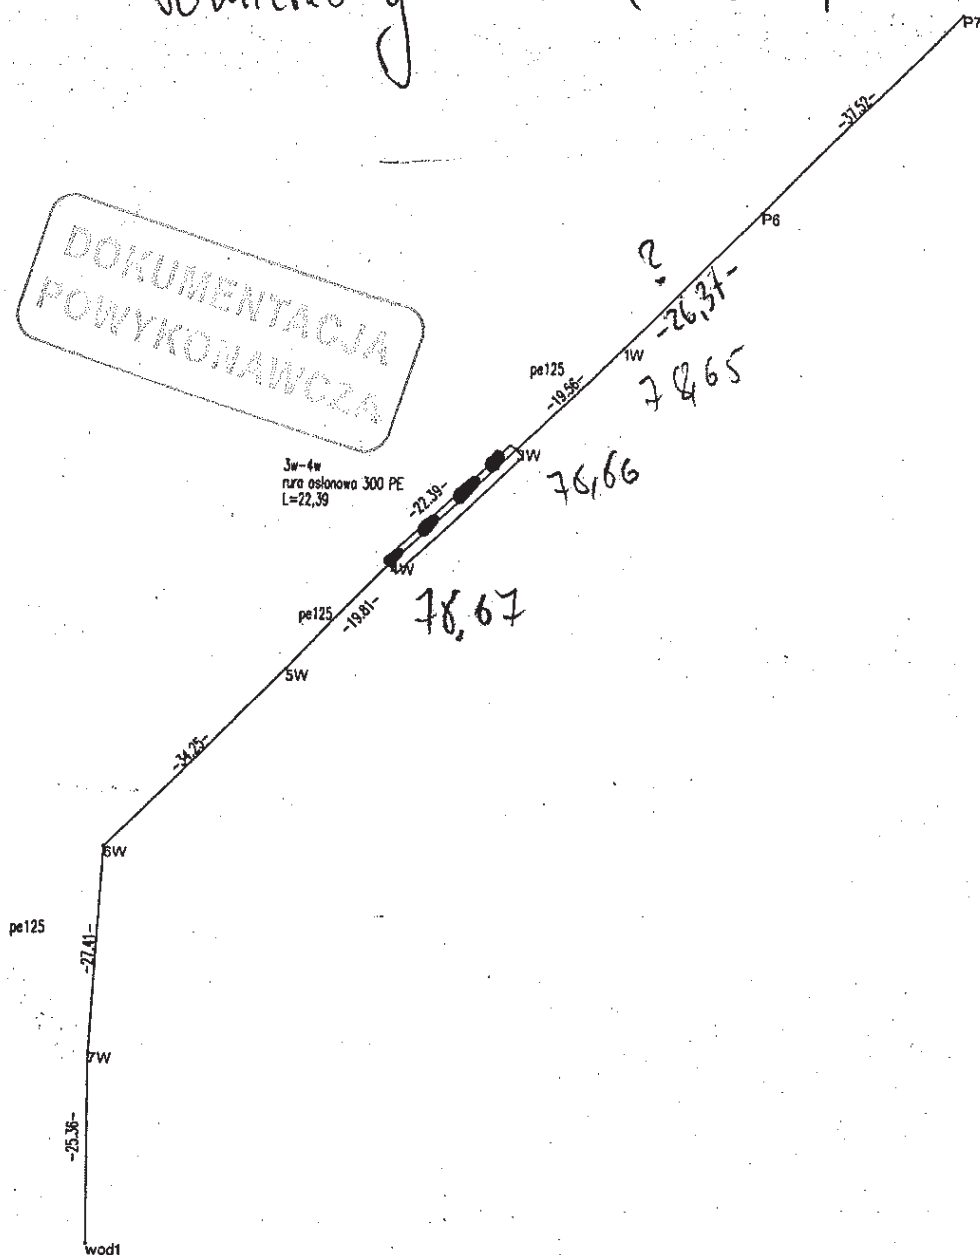 P7
-37.52-
P6
?
-26,37-
1W
78,65
pe125
-19.56-
DOKUMENTACJA
POWYKONAWCZA
3w-4w
rura osłonowa 300 PE
L=22,39
-22.39-
78,66
4W
78,67
pe125
-19.81-
5W
-34.25-
6W
pe125
-27.41-
7W
-25.36-
wod1